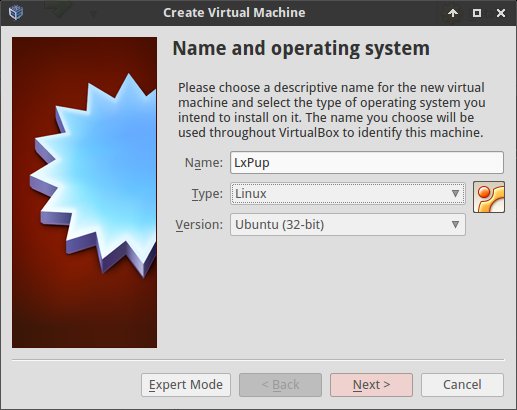 Create Virtual Machine
Name and operating system
Please choose a descriptive name for the new virtual
machine and select the type of operating system you
intend to install on it. The name you choose will be
used throughout VirtualBox to identify this machine.
Name: LxPup
Type: Linux
Version: Ubuntu (32-bit)
Expert Mode < Back Next > Cancel